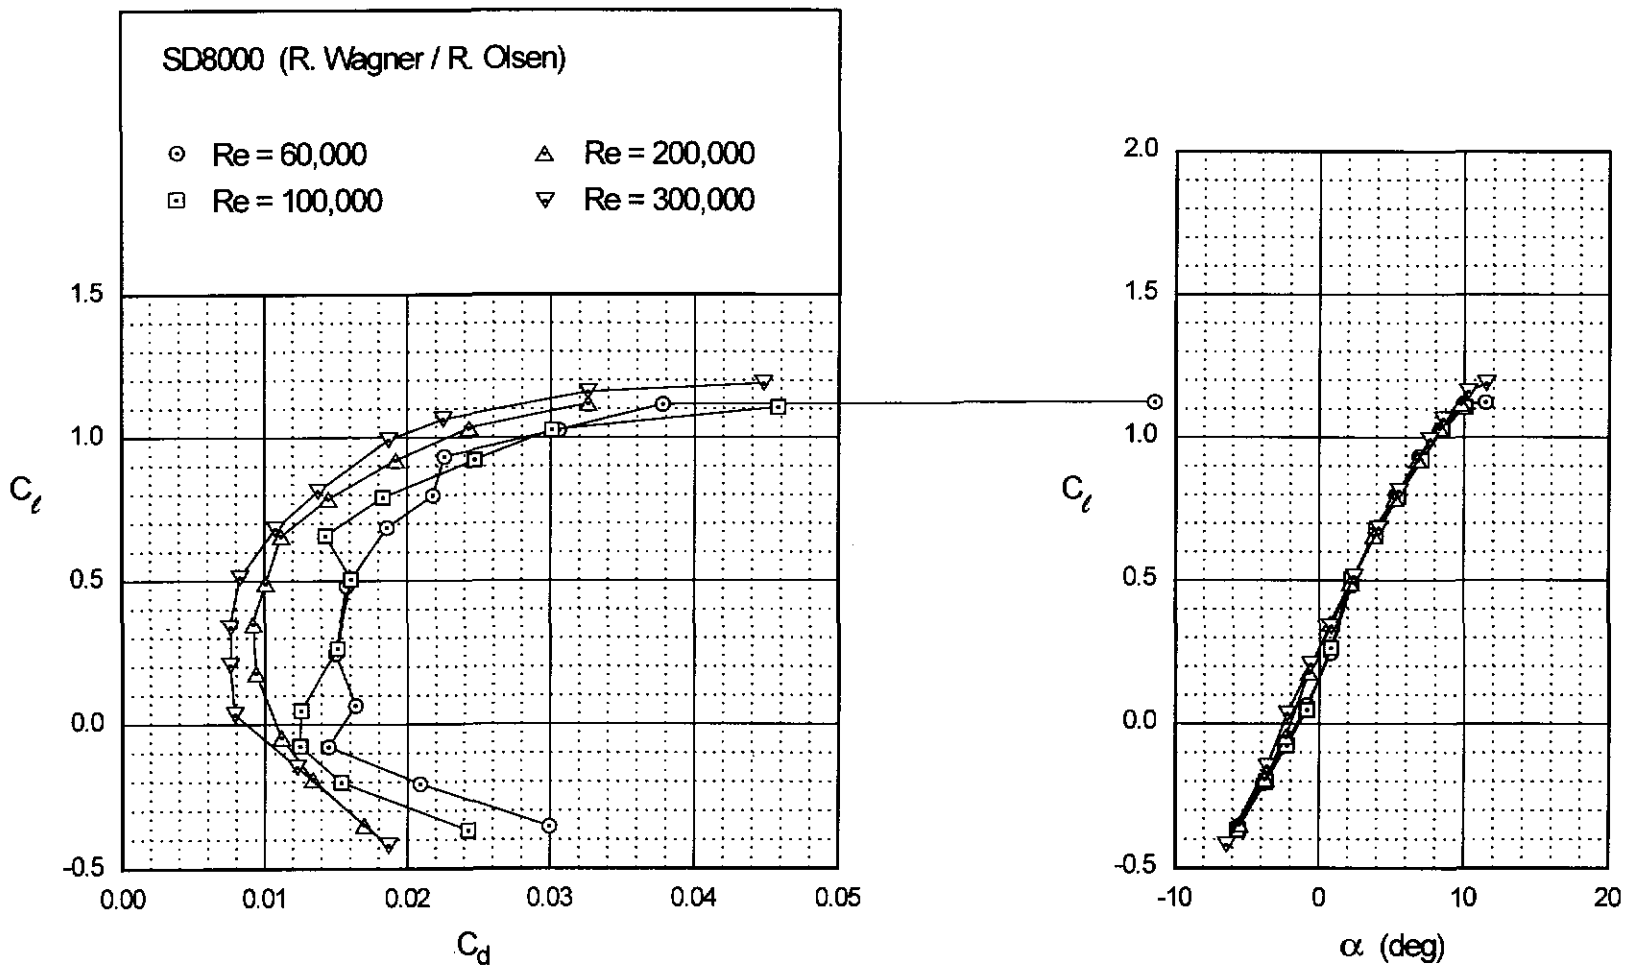 SD8000 (R. Wagner / R. Olsen)
Re = 60,000
Re = 200,000
Re = 100,000
Re = 300,000
1.5
1.0
0.5
0.0
-0.5
Cℓ
0.00
0.01
0.02
0.03
0.04
0.05
Cd
2.0
1.5
1.0
0.5
0.0
-0.5
Cℓ
-10
0
10
20
α (deg)